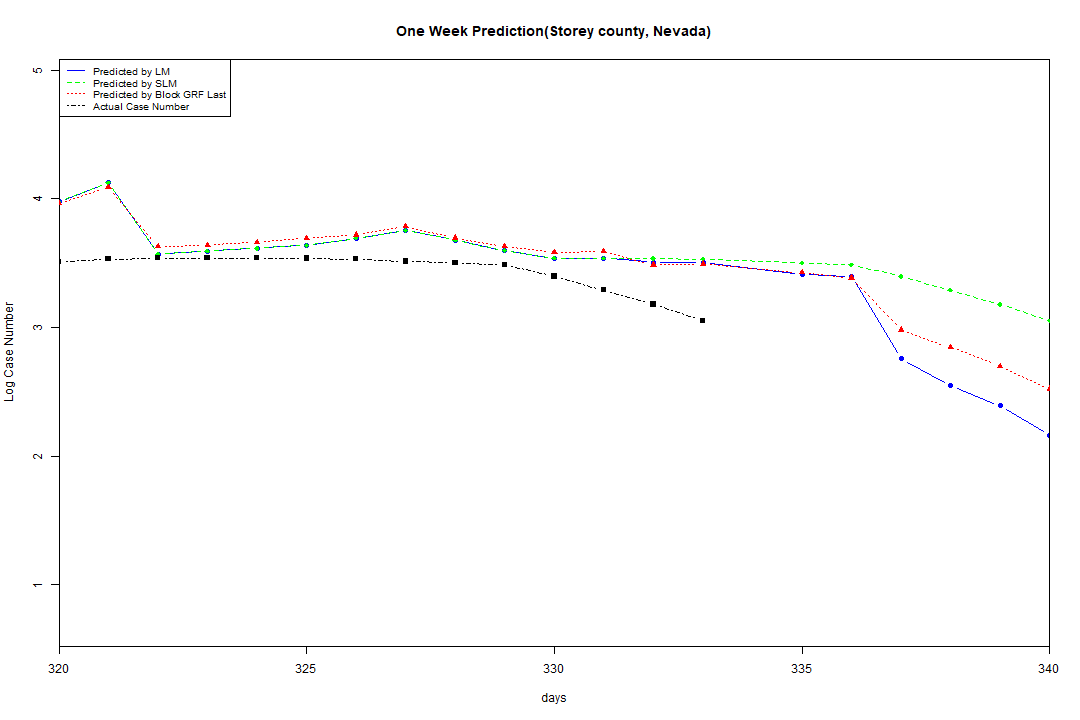 One Week Prediction(Storey county, Nevada)
Predicted by LM
Predicted by SLM
Predicted by Block GRF Last
Actual Case Number
5
4
3
2
1
Log Case Number
320
325
330
335
340
days